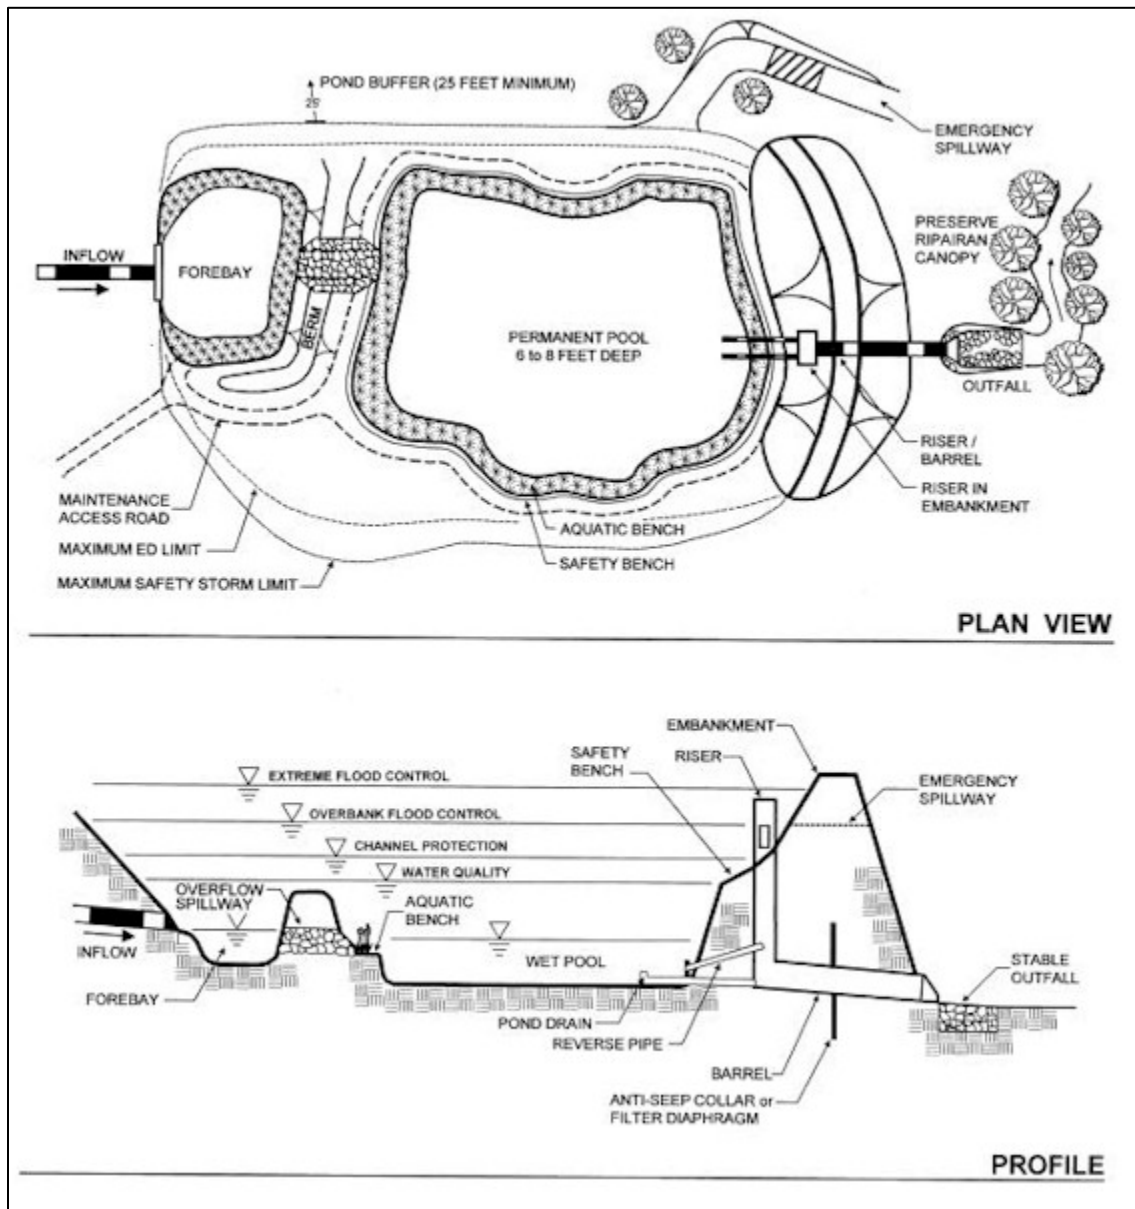 POND BUFFER (25 FEET MINIMUM)
25'
EMERGENCY
SPILLWAY
PRESERVE
RIPAIRAN
CANOPY
INFLOW
FOREBAY
BERM
PERMANENT POOL
6 to 8 FEET DEEP
OUTFALL
RISER /
BARREL
RISER IN
EMBANKMENT
MAINTENANCE
ACCESS ROAD
AQUATIC BENCH
MAXIMUM ED LIMIT
SAFETY BENCH
MAXIMUM SAFETY STORM LIMIT
PLAN VIEW
EMBANKMENT
SAFETY
BENCH
RISER
EXTREME FLOOD CONTROL
EMERGENCY
SPILLWAY
OVERBANK FLOOD CONTROL
CHANNEL PROTECTION
WATER QUALITY
OVERFLOW
SPILLWAY
AQUATIC
BENCH
INFLOW
WET POOL
STABLE
OUTFALL
FOREBAY
POND DRAIN
REVERSE PIPE
BARREL
ANTI-SEEP COLLAR or
FILTER DIAPHRAGM
PROFILE